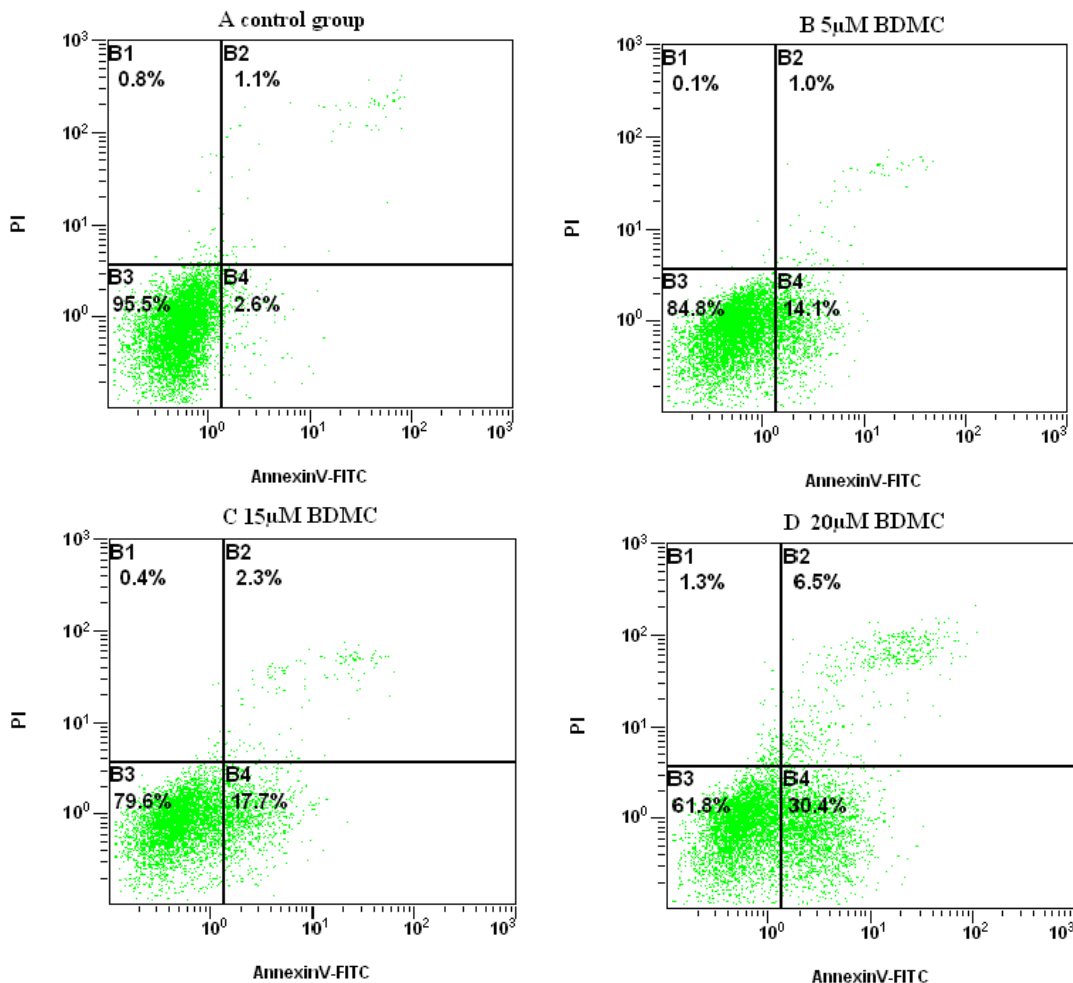 A control group
10³
B1
B2
0.8%
1.1%
10²
PI
10¹
B3
B4
95.5%
2.6%
10⁰
10⁰ 10¹ 10² 10³
AnnexinV-FITC
B 5μM BDMC
10³
B1
B2
0.1%
1.0%
10²
PI
10¹
B3
B4
84.8%
14.1%
10⁰
10⁰ 10¹ 10² 10³
AnnexinV-FITC
C 15μM BDMC
10³
B1
B2
0.4%
2.3%
10²
PI
10¹
B3
B4
79.6%
17.7%
10⁰
10⁰ 10¹ 10² 10³
AnnexinV-FITC
D 20μM BDMC
10³
B1
B2
1.3%
6.5%
10²
PI
10¹
B3
B4
61.8%
30.4%
10⁰
10⁰ 10¹ 10² 10³
AnnexinV-FITC